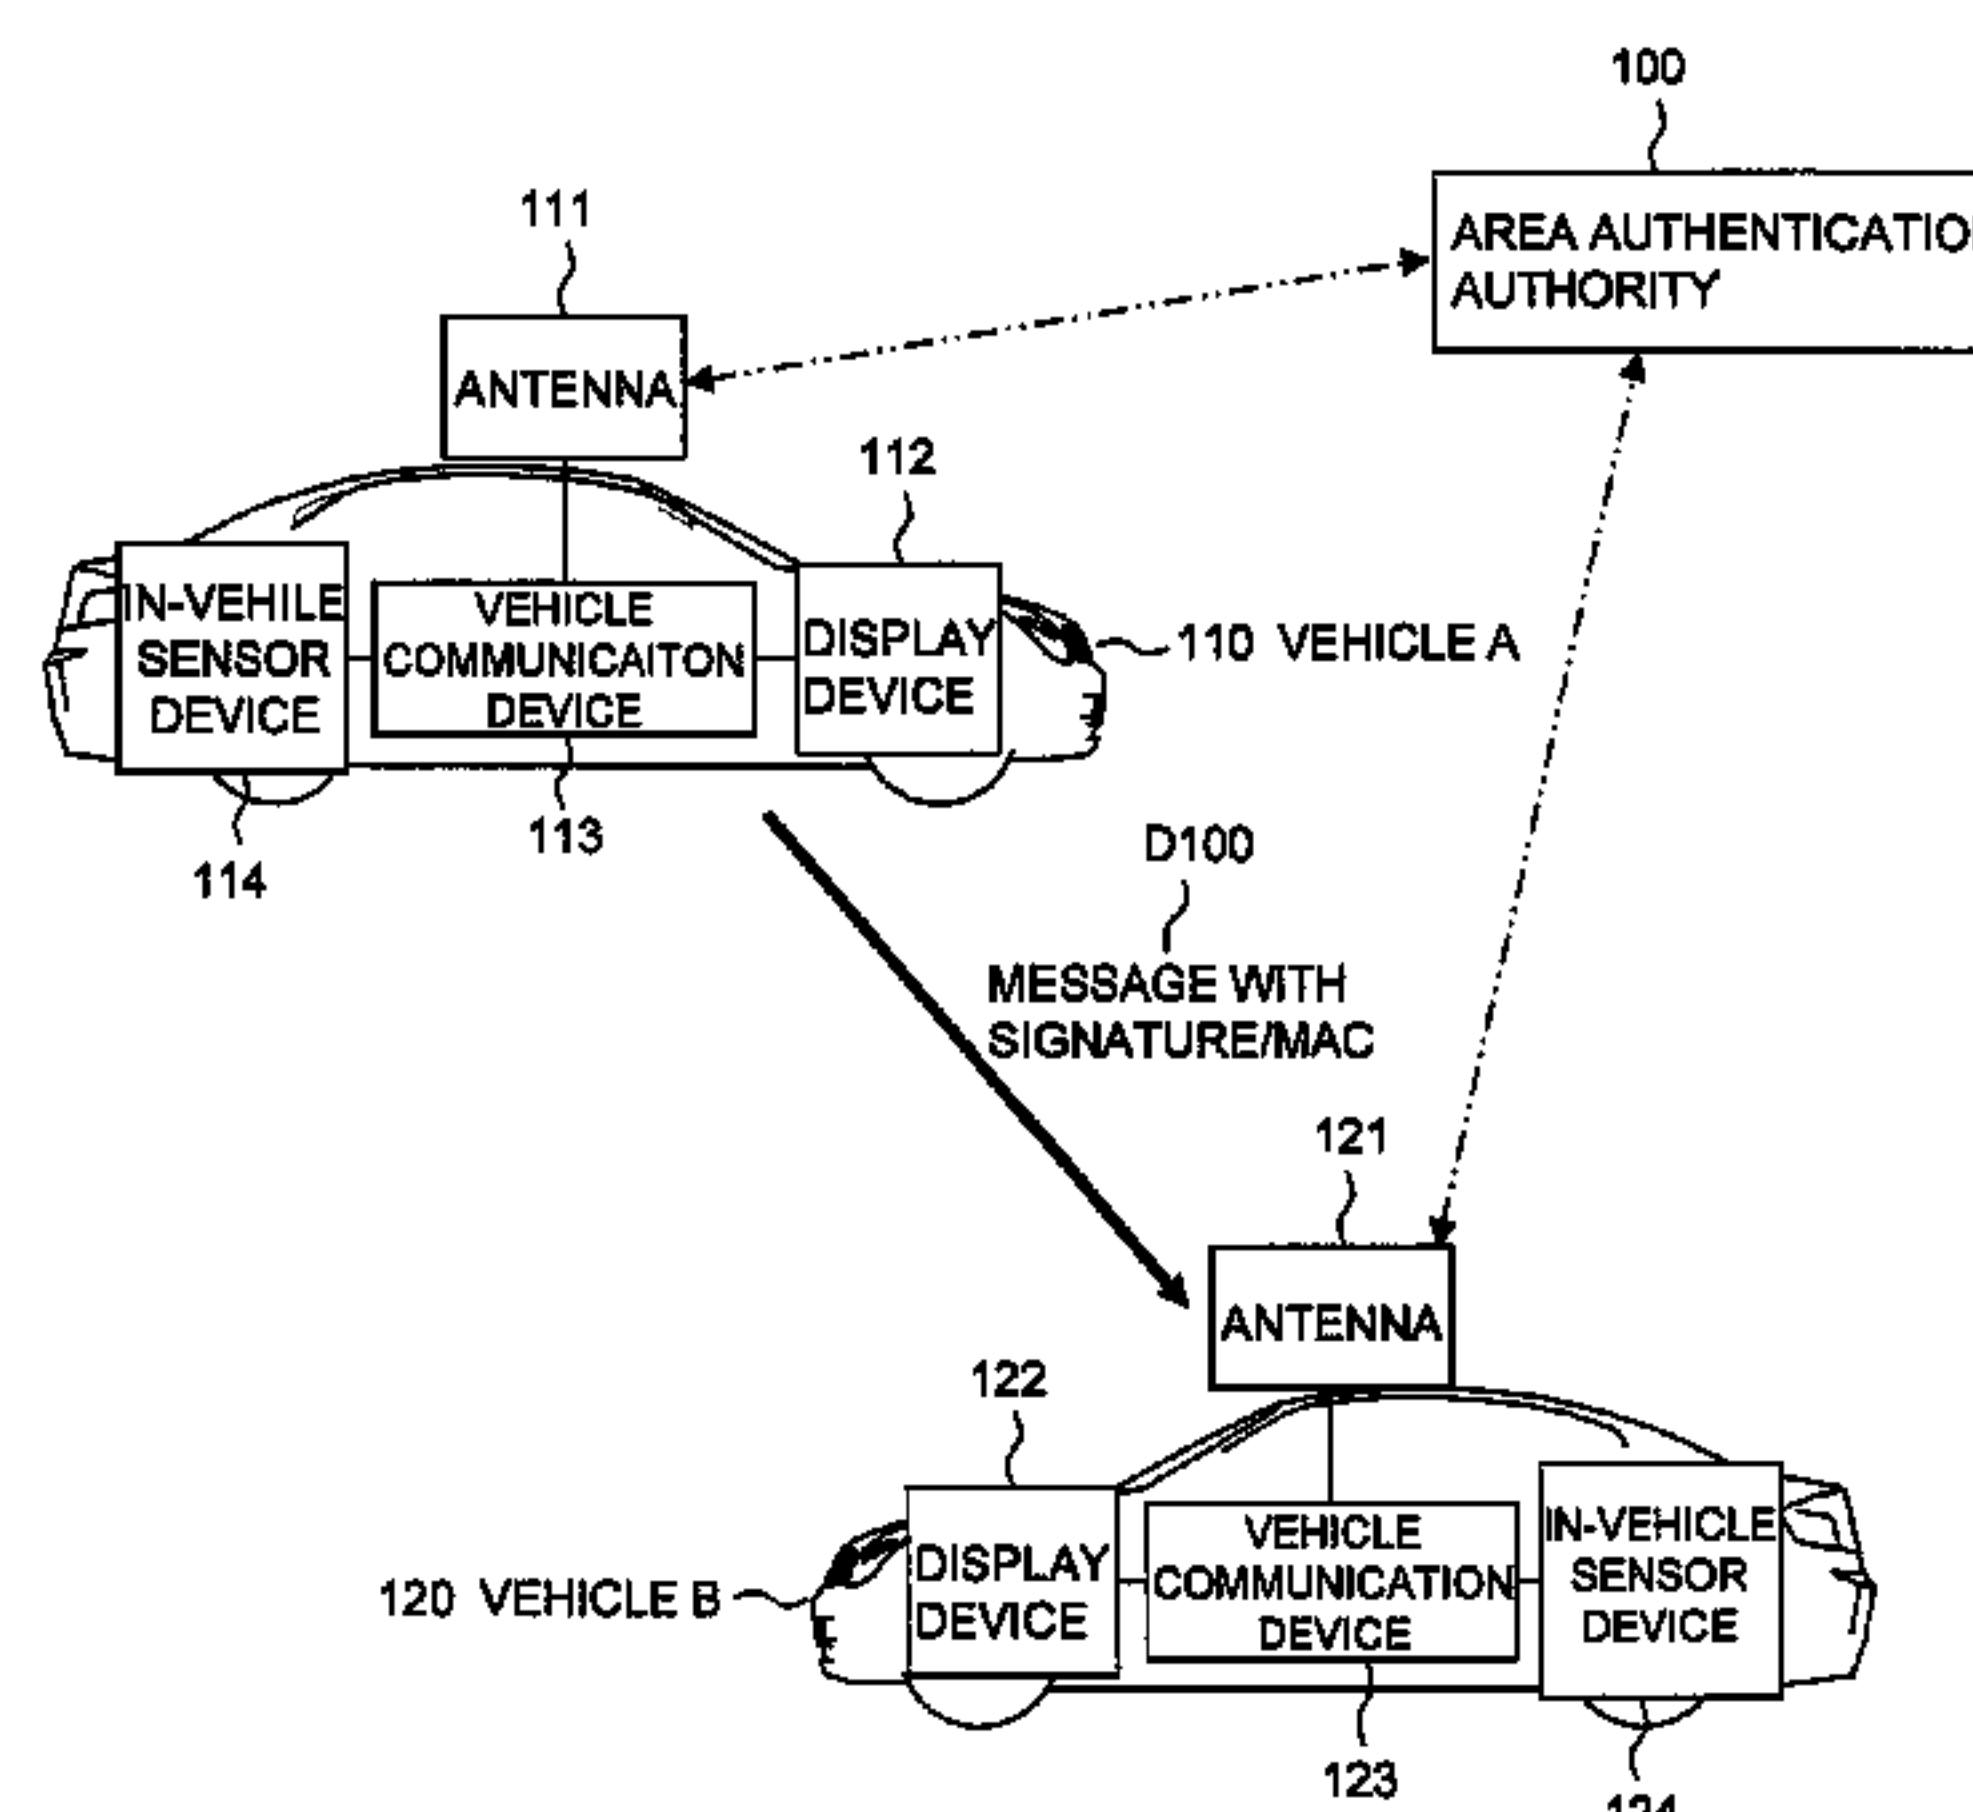 100
AREA AUTHENTICATIO
AUTHORITY
111
ANTENNA
112
IN-VEHILE
SENSOR
DEVICE
VEHICLE
COMMUNICAITON
DEVICE
DISPLAY
DEVICE
110 VEHICLE A
113
114
D100
MESSAGE WITH
SIGNATURE/MAC
121
ANTENNA
122
120 VEHICLE B
DISPLAY
DEVICE
VEHICLE
COMMUNICATION
DEVICE
IN-VEHICLE
SENSOR
DEVICE
123
124